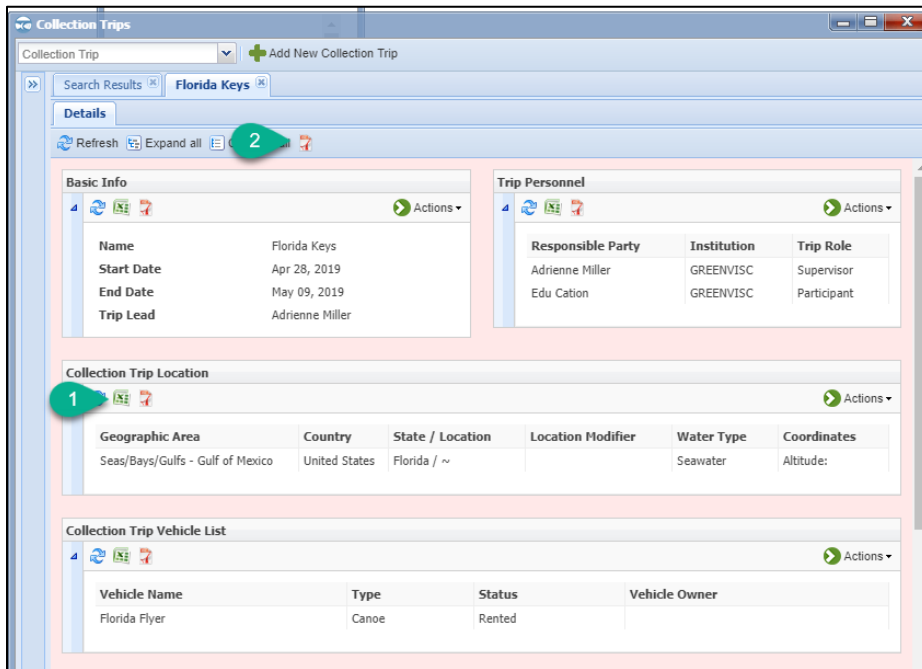 Collection Trips
Collection Trip
Add New Collection Trip
Search Results
Florida Keys
Details
Refresh Expand all 2
Basic Info
Actions
Name Florida Keys
Start Date Apr 28, 2019
End Date May 09, 2019
Trip Lead Adrienne Miller
Trip Personnel
Actions
Responsible Party Institution Trip Role
Adrienne Miller GREENVISC Supervisor
Edu Cation GREENVISC Participant
Collection Trip Location
1 Actions
Geographic Area Country State / Location Location Modifier Water Type Coordinates
Seas/Bays/Gulfs - Gulf of Mexico United States Florida / ~ Seawater Altitude:
Collection Trip Vehicle List
Actions
Vehicle Name Type Status Vehicle Owner
Florida Flyer Canoe Rented